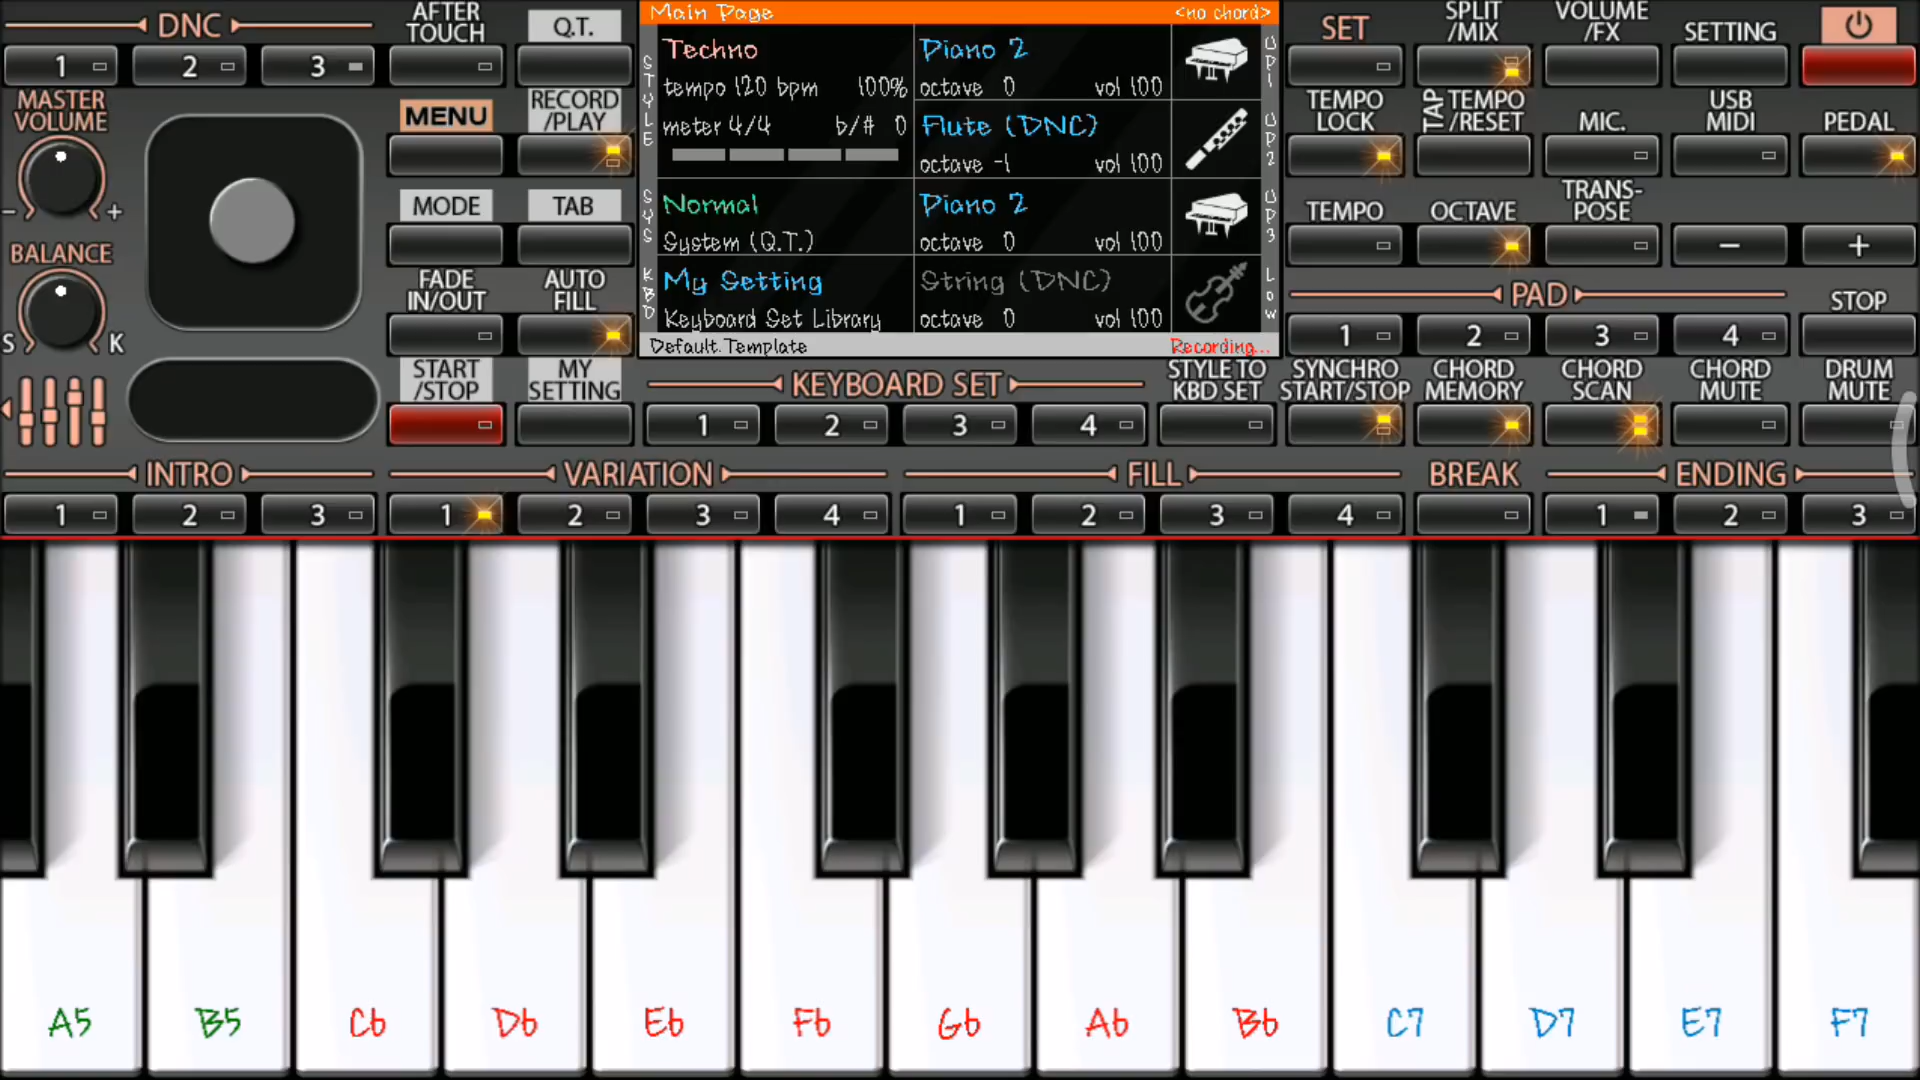 DNC
1 2 3
AFTER TOUCH
Q.T.
MASTER VOLUME
- +
BALANCE
S K
MENU
RECORD /PLAY
MODE
TAB
FADE IN/OUT
AUTO FILL
START /STOP
MY SETTING
Main Page <no chord>
STYLE
Techno
tempo 120 bpm 100%
meter 4/4 b/# 0
SYS
Normal
System (Q.T.)
KBD
My Setting
Keyboard Set Library
Piano 2
octave 0 vol 100
UP1
Flute (DNC)
octave -1 vol 100
UP2
Piano 2
octave 0 vol 100
UP3
String (DNC)
octave 0 vol 100
Low
Default Template Recording...
SET
SPLIT /MIX
VOLUME /FX
SETTING
TEMPO LOCK
TAP TEMPO /RESET
MIC.
USB MIDI
PEDAL
TEMPO
OCTAVE
TRANS- POSE
- +
PAD
STOP
1 2 3 4
KEYBOARD SET
1 2 3 4
STYLE TO KBD SET
SYNCHRO START/STOP
CHORD MEMORY
CHORD SCAN
CHORD MUTE
DRUM MUTE
INTRO
1 2 3
VARIATION
1 2 3 4
FILL
1 2 3 4
BREAK
ENDING
1 2 3
A5 B5 C6 D6 E6 F6 G6 A6 B6 C7 D7 E7 F7